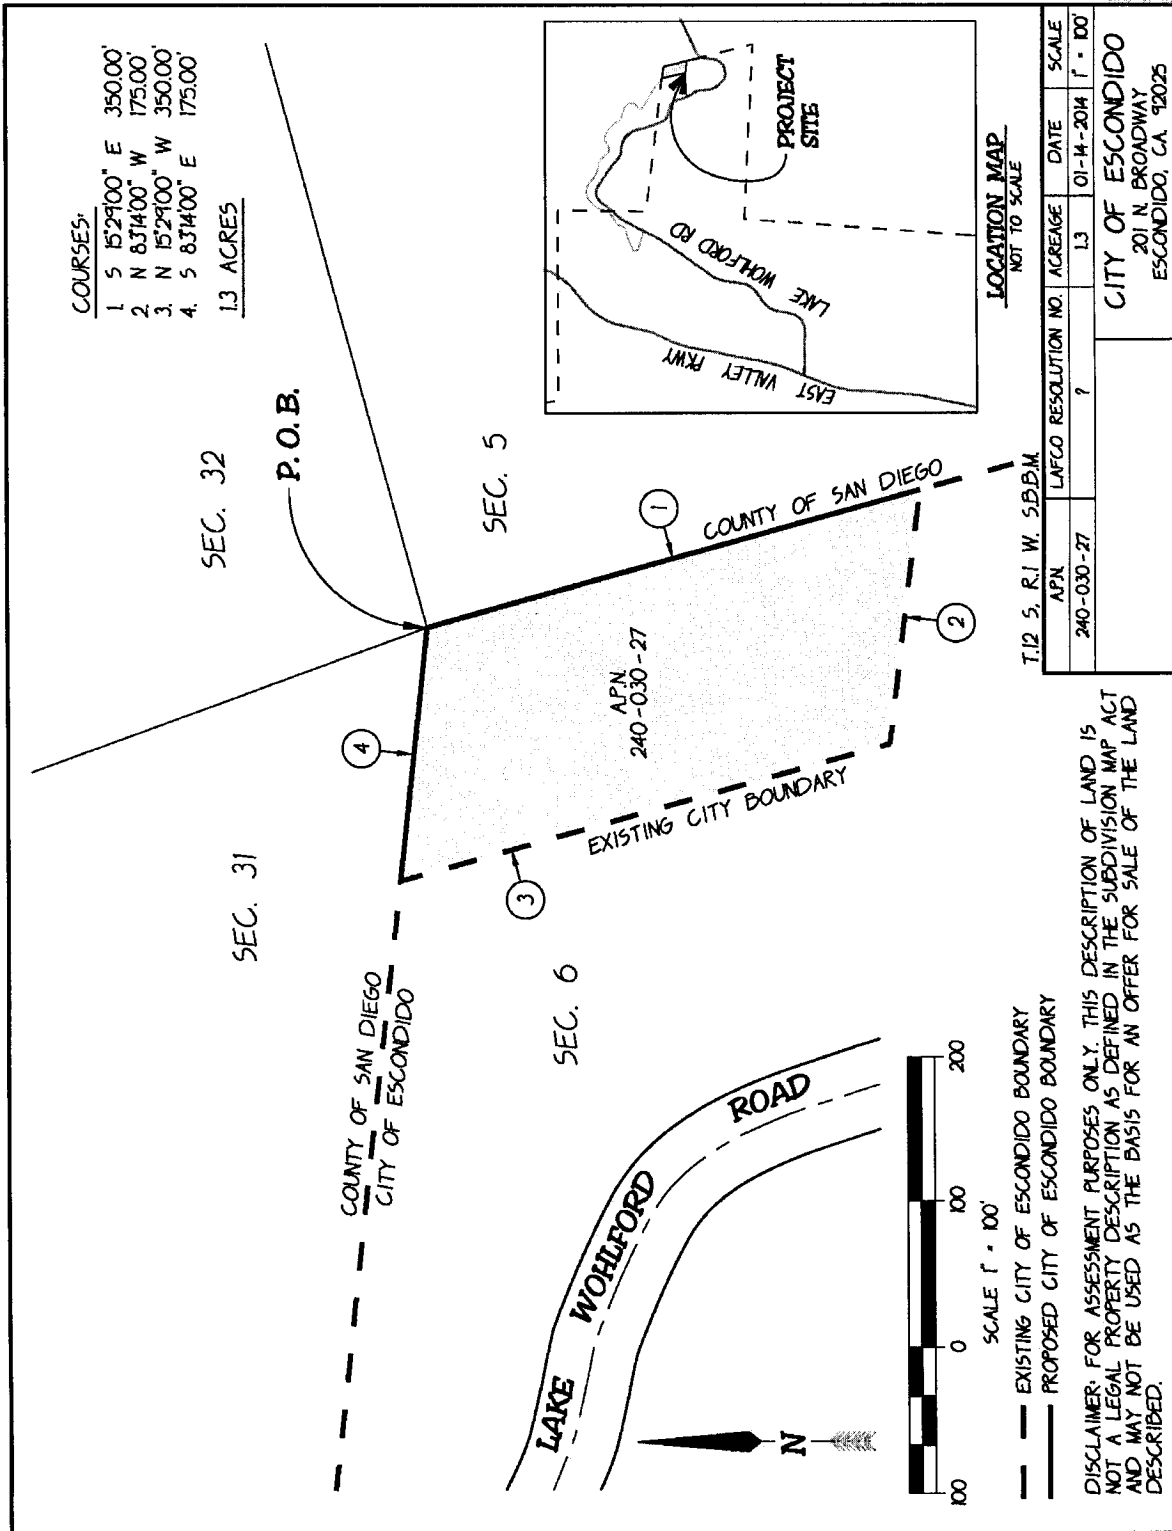 COURSES:
1 S 15°29'00" E 350.00'
2. N 83°14'00" W 175.00'
3. N 15°29'00" W 350.00'
4. S 83°14'00" E 175.00'
1.3 ACRES
SEC. 32
P.O.B.
SEC. 31
SEC. 5
SEC. 6
COUNTY OF SAN DIEGO
CITY OF ESCONDIDO
4
1
COUNTY OF SAN DIEGO
A.P.N.
240-030-27
3
EXISTING CITY BOUNDARY
2
LAKE WOHLFORD ROAD
N
100 0 100 200
SCALE 1" = 100'
EXISTING CITY OF ESCONDIDO BOUNDARY
PROPOSED CITY OF ESCONDIDO BOUNDARY
DISCLAIMER: FOR ASSESSMENT PURPOSES ONLY. THIS DESCRIPTION OF LAND IS
NOT A LEGAL PROPERTY DESCRIPTION AS DEFINED IN THE SUBDIVISION MAP ACT
AND MAY NOT BE USED AS THE BASIS FOR AN OFFER FOR SALE OF THE LAND
DESCRIBED.
PROJECT
SITE
LAKE WOHLFORD RD
EAST VALLEY PKWY
LOCATION MAP
NOT TO SCALE
T.12 S, R.1 W. S.B.B.M.
A.P.N. LAFCO RESOLUTION NO. ACREAGE DATE SCALE
240-030-27 ? 1.3 01-14-2014 1" = 100'
CITY OF ESCONDIDO
201 N. BROADWAY
ESCONDIDO, CA 92025